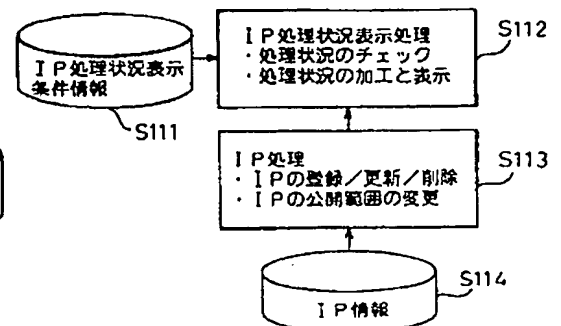 ＩＰ処理状況表示
条件情報
S111
ＩＰ処理状況表示処理
・処理状況のチェック
・処理状況の加工と表示
S112
ＩＰ処理
・ＩＰの登録／更新／削除
・ＩＰの公開範囲の変更
S113
ＩＰ情報
S114